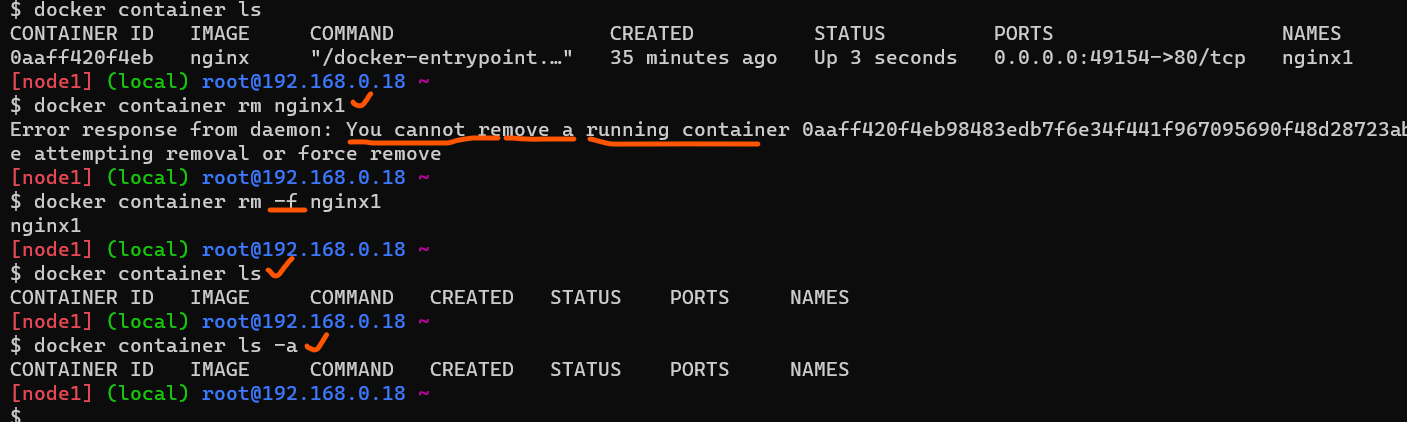 $ docker container ls
CONTAINER ID   IMAGE     COMMAND                  CREATED          STATUS         PORTS                   NAMES
0aaff420f4eb   nginx     "/docker-entrypoint.…"   35 minutes ago   Up 3 seconds   0.0.0.0:49154->80/tcp   nginx1
[node1] (local) root@192.168.0.18 ~
$ docker container rm nginx1
Error response from daemon: You cannot remove a running container 0aaff420f4eb98483edb7f6e34f441f967095690f48d28723ab
e attempting removal or force remove
[node1] (local) root@192.168.0.18 ~
$ docker container rm -f nginx1
nginx1
[node1] (local) root@192.168.0.18 ~
$ docker container ls
CONTAINER ID   IMAGE     COMMAND   CREATED   STATUS    PORTS     NAMES
[node1] (local) root@192.168.0.18 ~
$ docker container ls -a
CONTAINER ID   IMAGE     COMMAND   CREATED   STATUS    PORTS     NAMES
[node1] (local) root@192.168.0.18 ~
$